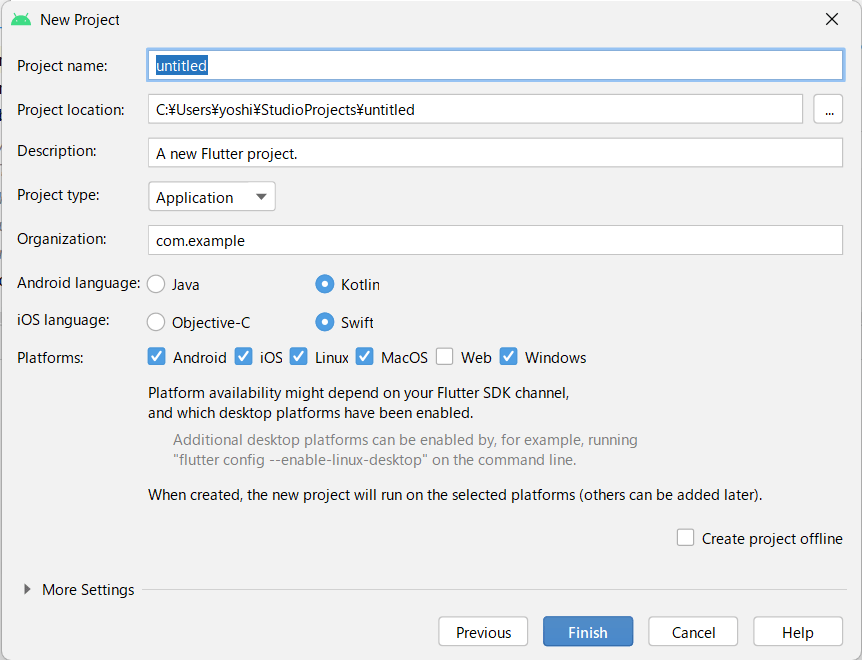 New Project
Project name: untitled
Project location: C:¥Users¥yoshi¥StudioProjects¥untitled ...
Description: A new Flutter project.
Project type: Application
Organization: com.example
Android language: Java Kotlin
iOS language: Objective-C Swift
Platforms: Android iOS Linux MacOS Web Windows
Platform availability might depend on your Flutter SDK channel,
and which desktop platforms have been enabled.
Additional desktop platforms can be enabled by, for example, running
"flutter config --enable-linux-desktop" on the command line.
When created, the new project will run on the selected platforms (others can be added later).
Create project offline
More Settings
Previous Finish Cancel Help